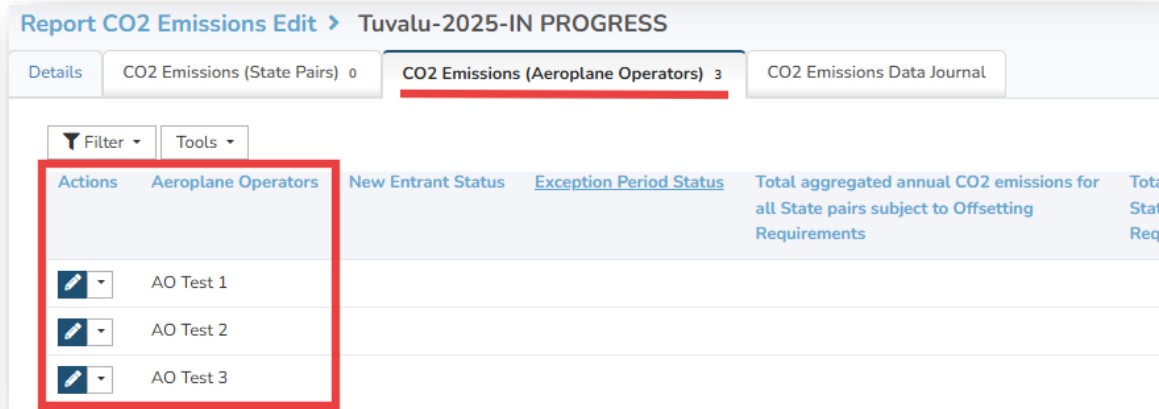 Report CO2 Emissions Edit > Tuvalu-2025-IN PROGRESS
Details CO2 Emissions (State Pairs) 0 CO2 Emissions (Aeroplane Operators) 3 CO2 Emissions Data Journal
Filter Tools
Actions Aeroplane Operators New Entrant Status Exception Period Status Total aggregated annual CO2 emissions for
all State pairs subject to Offsetting
Requirements
AO Test 1
AO Test 2
AO Test 3